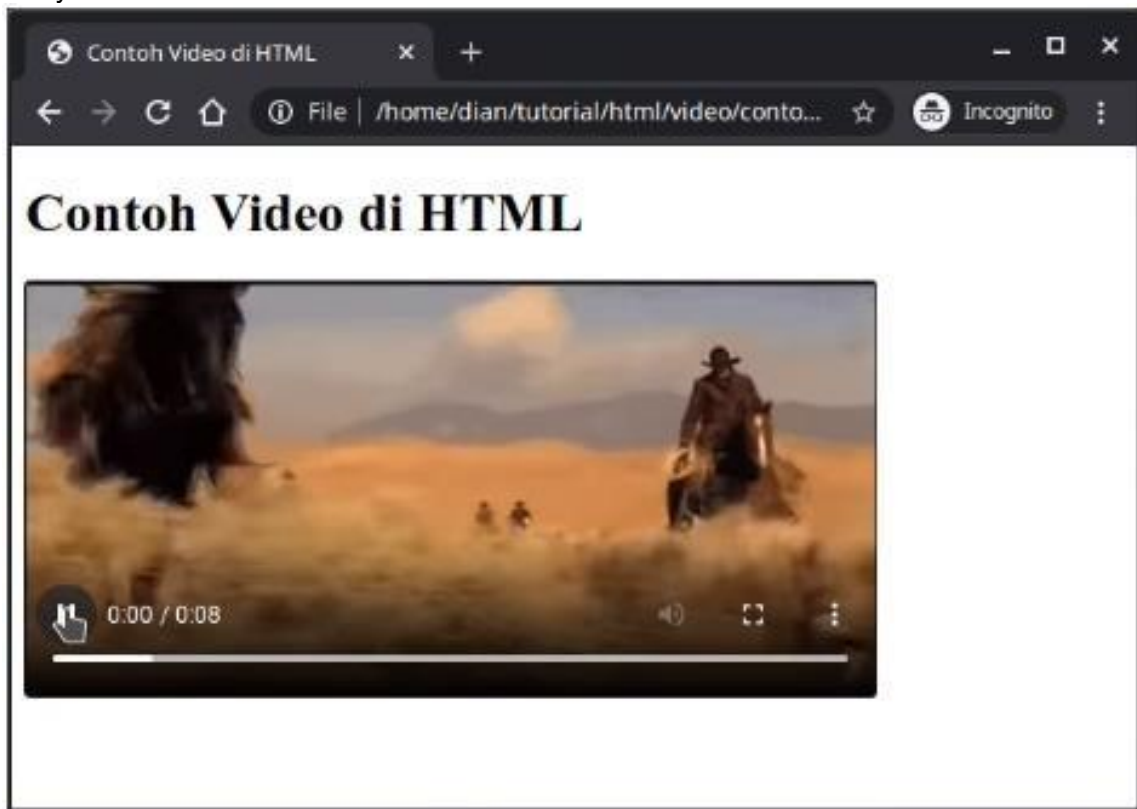 Contoh Video di HTML
File /home/dian/tutorial/html/video/conto... Incognito
Contoh Video di HTML
0:00 / 0:08